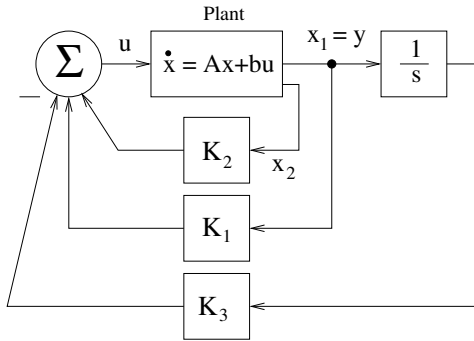 Plant
Σ
u
ẋ = Ax+bu
x₁ = y
1
s
−
K₂
x₂
K₁
K₃